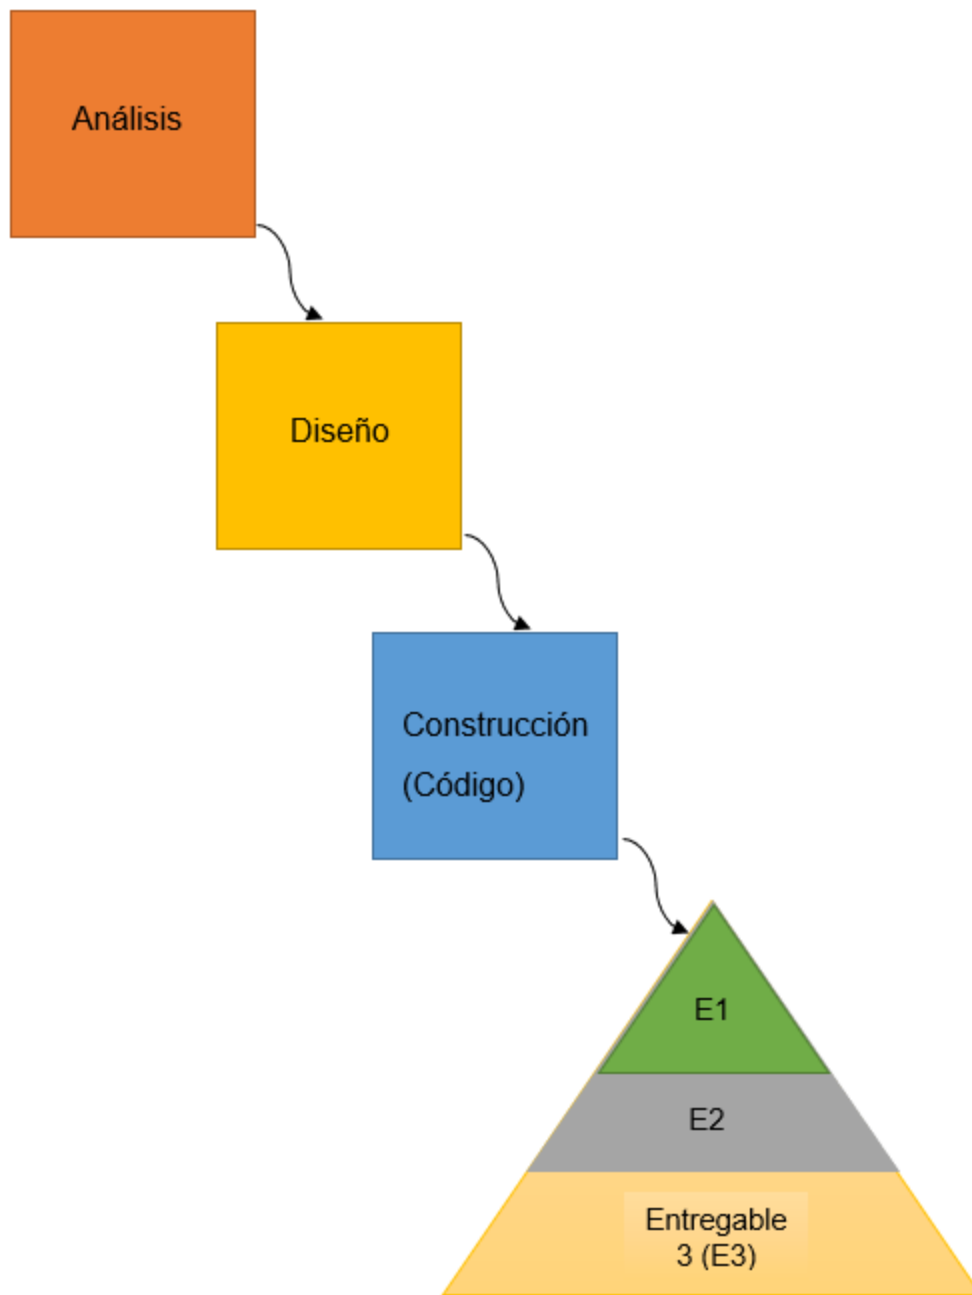 Análisis
Diseño
Construcción
(Código)
E1
E2
Entregable
3 (E3)